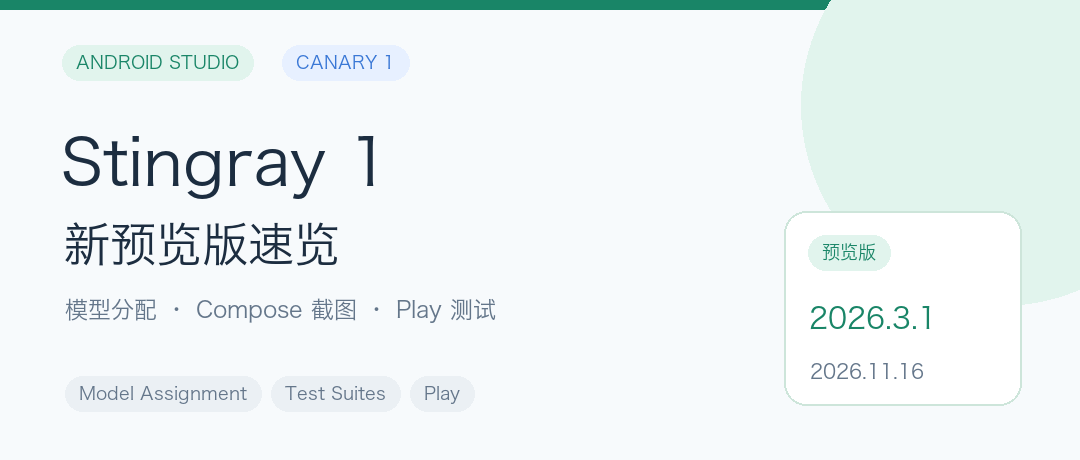 ANDROID STUDIO
CANARY 1
Stingray 1
新预览版速览
模型分配 · Compose 截图 · Play 测试
Model Assignment
Test Suites
Play
预览版
2026.3.1
2026.11.16